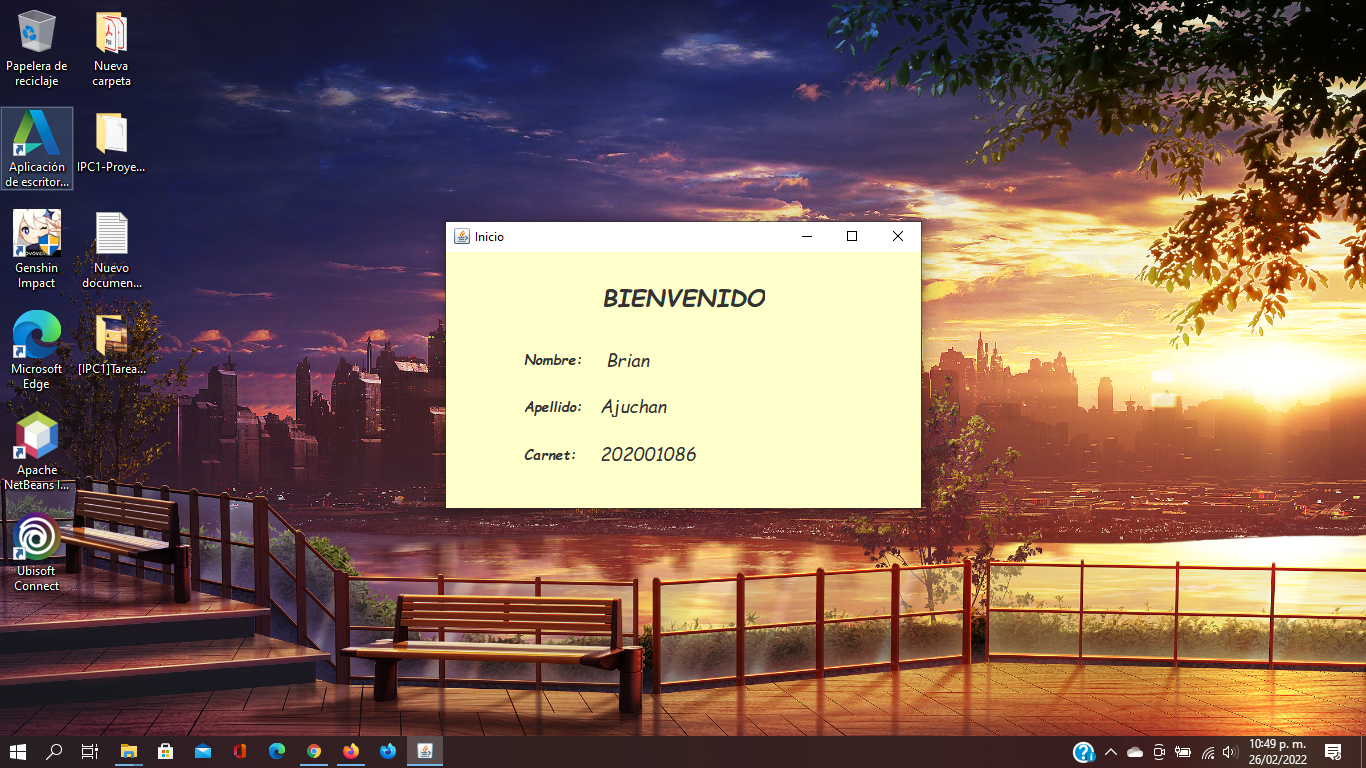 Papelera de
reciclaje
Nueva
carpeta
Aplicación
de escritor...
IPC1-Proye...
Genshin
Impact
Nuevo
documen...
Microsoft
Edge
[IPC1]Tarea...
Apache
NetBeans I...
Ubisoft
Connect
Inicio
BIENVENIDO
Nombre: Brian
Apellido: Ajuchan
Carnet: 202001086
10:49 p. m.
26/02/2022